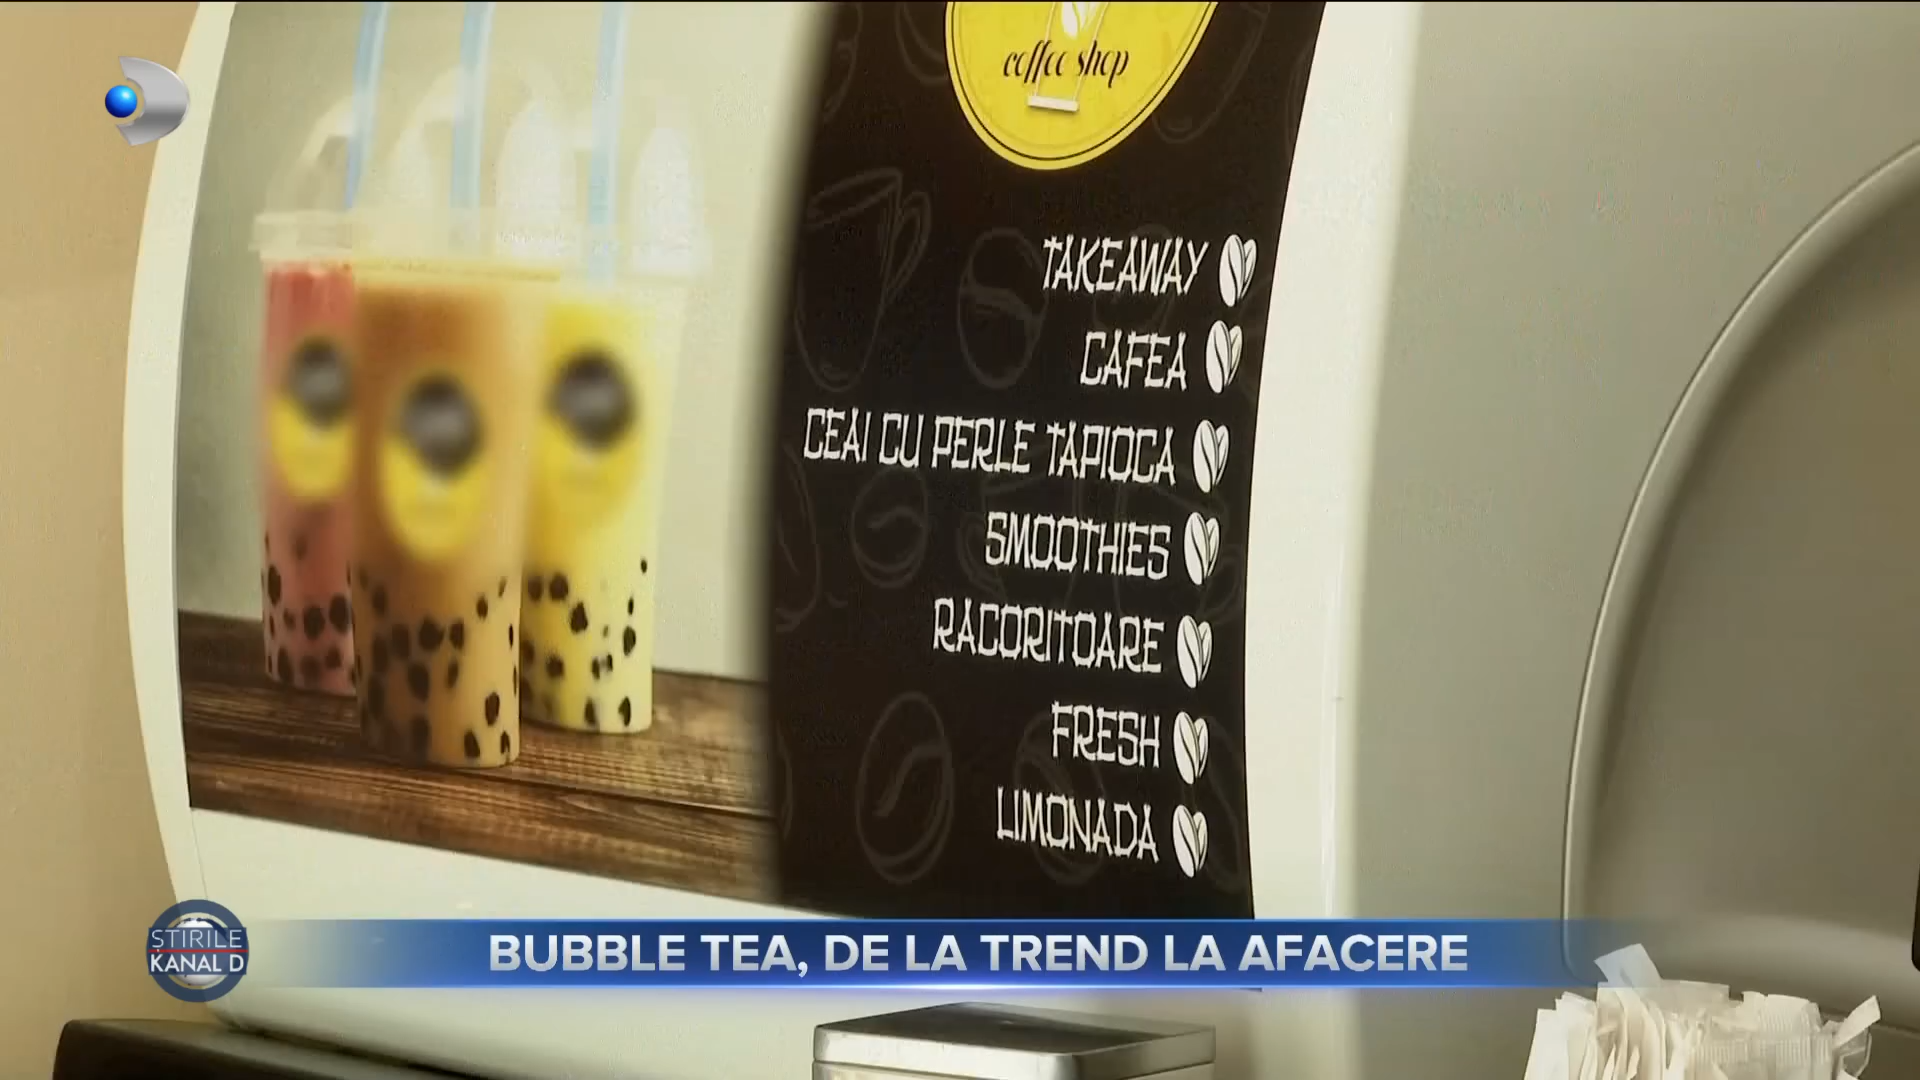 coffee shop
TAKEAWAY
CAFEA
CEAI CU PERLE TAPIOCA
SMOOTHIES
RACORITOARE
FRESH
LIMONADA
ȘTIRILE
KANAL D
BUBBLE TEA, DE LA TREND LA AFACERE